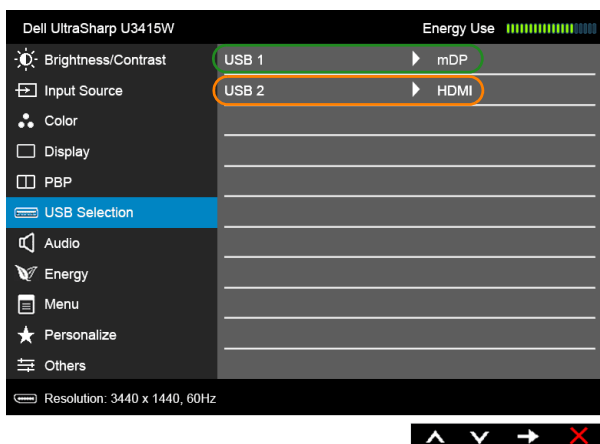 Dell UltraSharp U3415W Energy Use
Brightness/Contrast USB 1 mDP
Input Source USB 2 HDMI
Color
Display
PBP
USB Selection
Audio
Energy
Menu
Personalize
Others
Resolution: 3440 x 1440, 60Hz